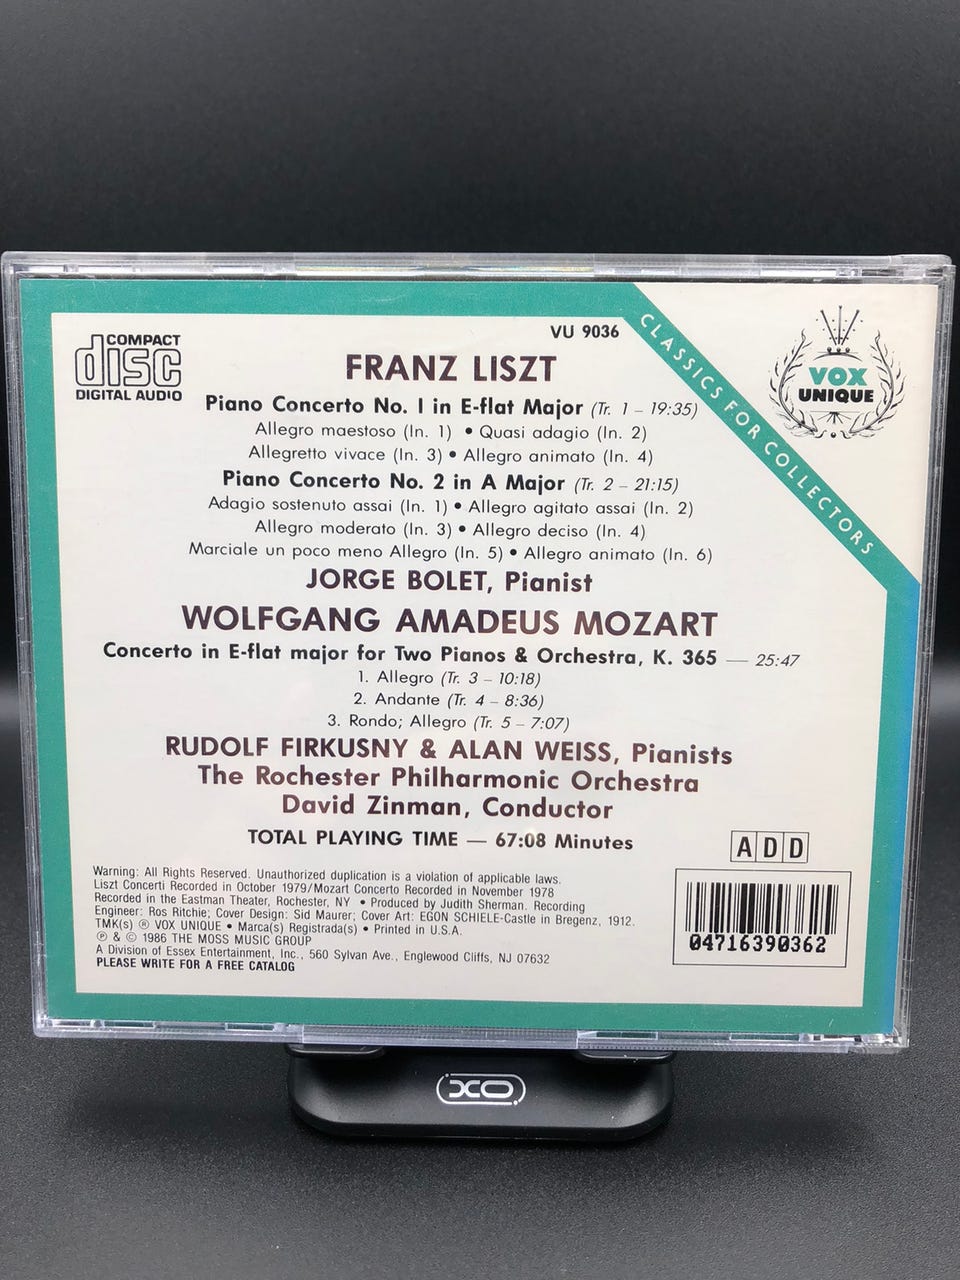 VU 9036
COMPACT
disc
DIGITAL AUDIO
CLASSICS FOR COLLECTORS
VOX
UNIQUE
FRANZ LISZT
Piano Concerto No. 1 in E-flat Major (Tr. 1 – 19:35)
Allegro maestoso (In. 1) • Quasi adagio (In. 2)
Allegretto vivace (In. 3) • Allegro animato (In. 4)
Piano Concerto No. 2 in A Major (Tr. 2 – 21:15)
Adagio sostenuto assai (In. 1) • Allegro agitato assai (In. 2)
Allegro moderato (In. 3) • Allegro deciso (In. 4)
Marciale un poco meno Allegro (In. 5) • Allegro animato (In. 6)
JORGE BOLET, Pianist
WOLFGANG AMADEUS MOZART
Concerto in E-flat major for Two Pianos & Orchestra, K. 365 — 25:47
1. Allegro (Tr. 3 – 10:18)
2. Andante (Tr. 4 – 8:36)
3. Rondo; Allegro (Tr. 5 – 7:07)
RUDOLF FIRKUSNY & ALAN WEISS, Pianists
The Rochester Philharmonic Orchestra
David Zinman, Conductor
TOTAL PLAYING TIME — 67:08 Minutes
ADD
Warning: All Rights Reserved. Unauthorized duplication is a violation of applicable laws.
Liszt Concerti Recorded in October 1979/Mozart Concerto Recorded in November 1978
Recorded in the Eastman Theater, Rochester, NY • Produced by Judith Sherman. Recording
Engineer: Ros Ritchie; Cover Design: Sid Maurer; Cover Art: EGON SCHIELE-Castle in Bregenz, 1912.
TMK(s) ® VOX UNIQUE • Marca(s) Registrada(s) • Printed in U.S.A.
℗ & © 1986 THE MOSS MUSIC GROUP
A Division of Essex Entertainment, Inc., 560 Sylvan Ave., Englewood Cliffs, NJ 07632
PLEASE WRITE FOR A FREE CATALOG
04716390362
XO